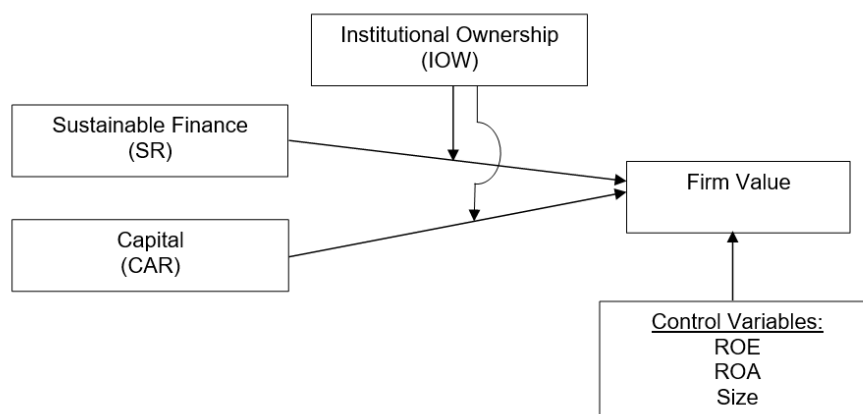 Institutional Ownership
(IOW)
Sustainable Finance
(SR)
Firm Value
Capital
(CAR)
Control Variables:
ROE
ROA
Size